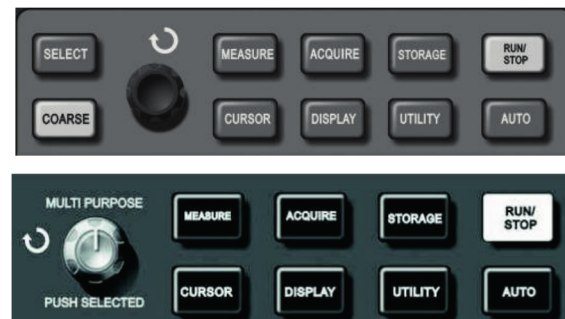 SELECT
MEASURE
ACQUIRE
STORAGE
RUN/
STOP
COARSE
CURSOR
DISPLAY
UTILITY
AUTO
MULTI PURPOSE
MEASURE
ACQUIRE
STORAGE
RUN/
STOP
PUSH SELECTED
CURSOR
DISPLAY
UTILITY
AUTO